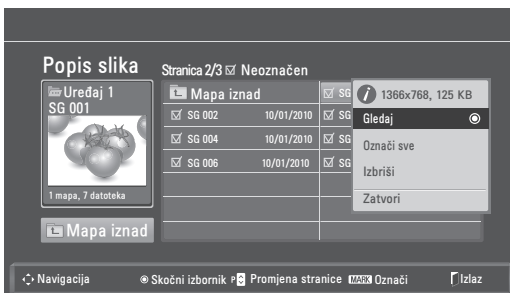 Popis slika
Stranica 2/3 ☑ Neoznačen
Uređaj 1
SG 001
1 mapa, 7 datoteka
Mapa iznad
Mapa iznad
☑ SG 002 10/01/2010
☑ SG 004 10/01/2010
☑ SG 006 10/01/2010
☑ SG
☑ SG
☑ SG
☑ SG
1366x768, 125 KB
Gledaj
Označi sve
Izbriši
Zatvori
Navigacija Skočni izbornik P Promjena stranice MARK Označi Izlaz